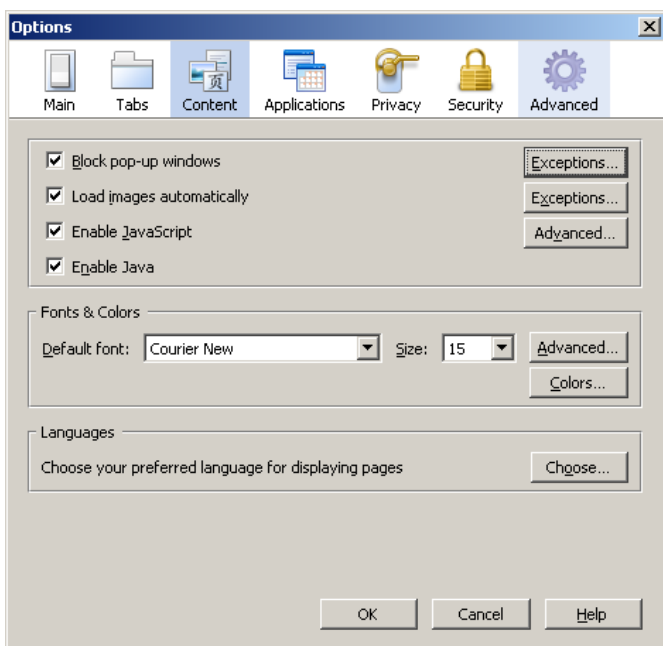 Options
Main Tabs Content Applications Privacy Security Advanced
页
Block pop-up windows Exceptions...
Load images automatically Exceptions...
Enable JavaScript Advanced...
Enable Java
Fonts & Colors
Default font: Courier New Size: 15 Advanced...
Colors...
Languages
Choose your preferred language for displaying pages Choose...
OK Cancel Help